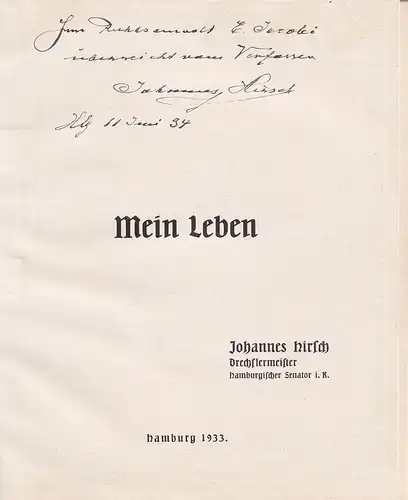 Herrn Rechtsanwalt E. Jacobi
überreicht vom Verfasser
Johannes Hirsch
Hbg 11 Juni 34
Mein Leben
Johannes Hirsch
Drechslermeister
Hamburgischer Senator i. R.
Hamburg 1933.